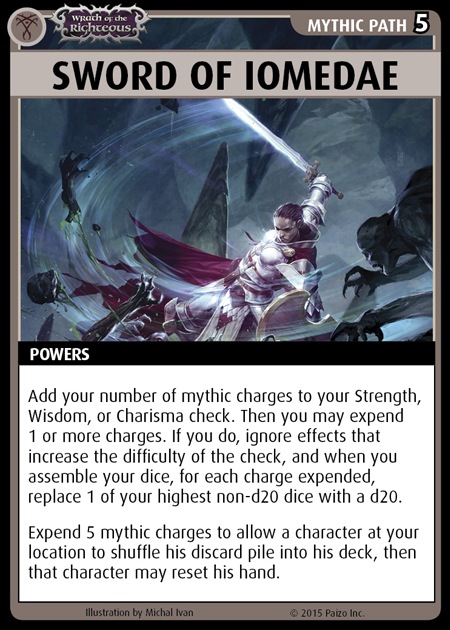 Wrath of the
Righteous
MYTHIC PATH 5
SWORD OF IOMEDAE
POWERS
Add your number of mythic charges to your Strength,
Wisdom, or Charisma check. Then you may expend
1 or more charges. If you do, ignore effects that
increase the difficulty of the check, and when you
assemble your dice, for each charge expended,
replace 1 of your highest non-d20 dice with a d20.
Expend 5 mythic charges to allow a character at your
location to shuffle his discard pile into his deck, then
that character may reset his hand.
Illustration by Michal Ivan © 2015 Paizo Inc.